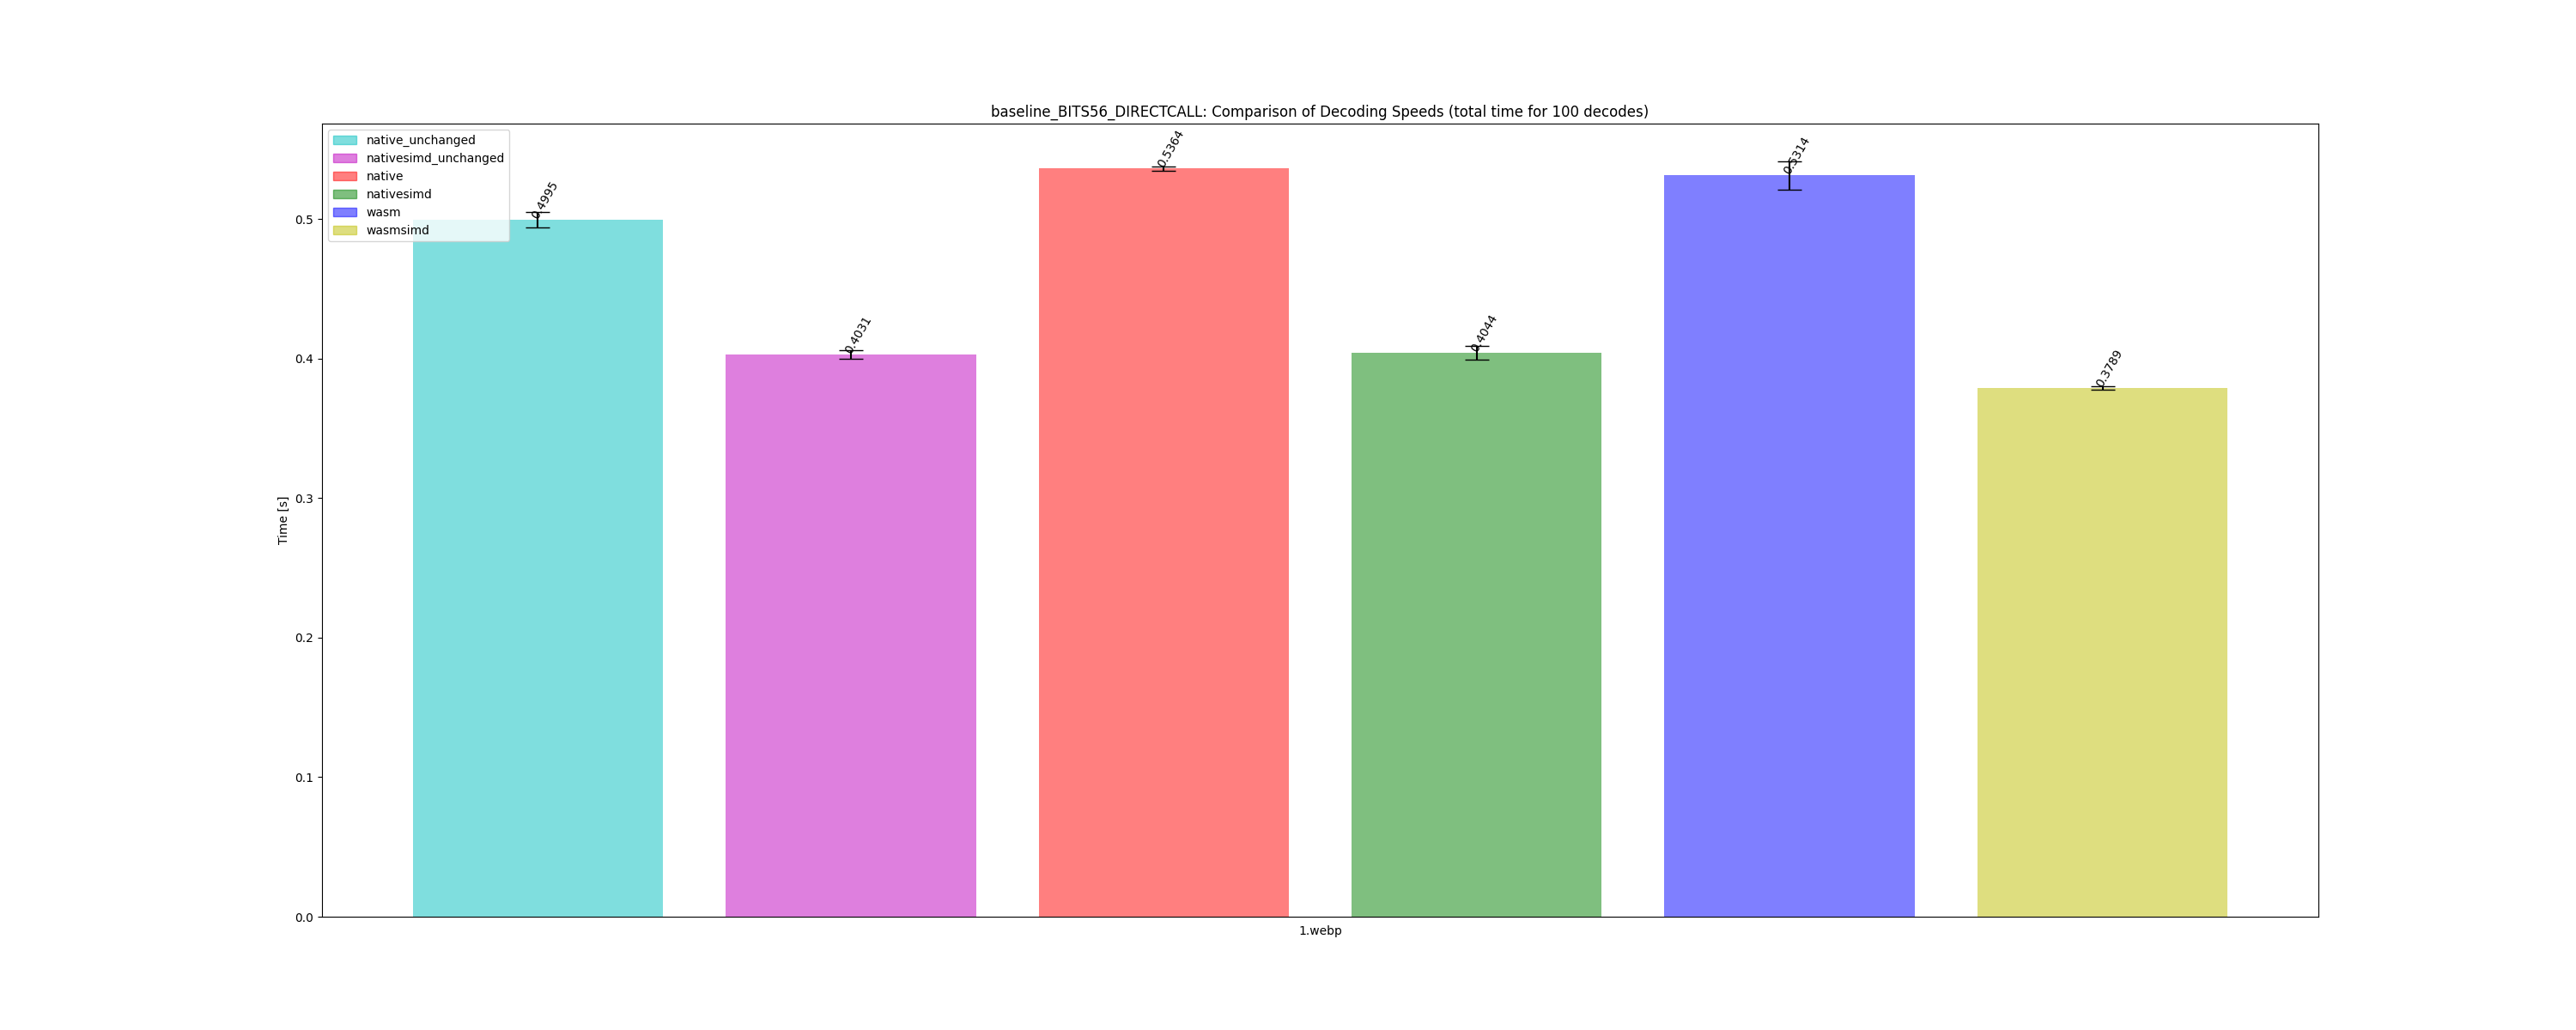 baseline_BITS56_DIRECTCALL: Comparison of Decoding Speeds (total time for 100 decodes)
native_unchanged
nativesimd_unchanged
native
nativesimd
wasm
wasmsimd
0.4995
0.4031
0.5364
0.4044
0.5314
0.3789
Time [s]
0.5
0.4
0.3
0.2
0.1
0.0
1.webp